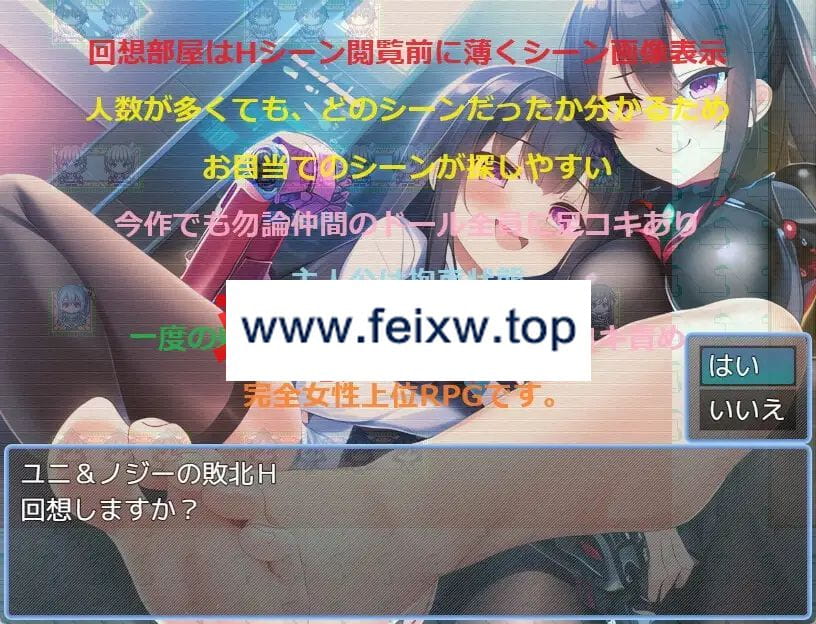 回想部屋はHシーン閲覧前に薄くシーン画像表示
人数が多くても、どのシーンだったか分かるため
お目当てのシーンが探しやすい
今作でも勿論仲間のドール全員に足コキあり
主人公は拘束状態
一度の
www.feixw.top
コキ責め
完全女性上位RPGです。
はい
いいえ
ユニ＆ノジーの敗北H
回想しますか？